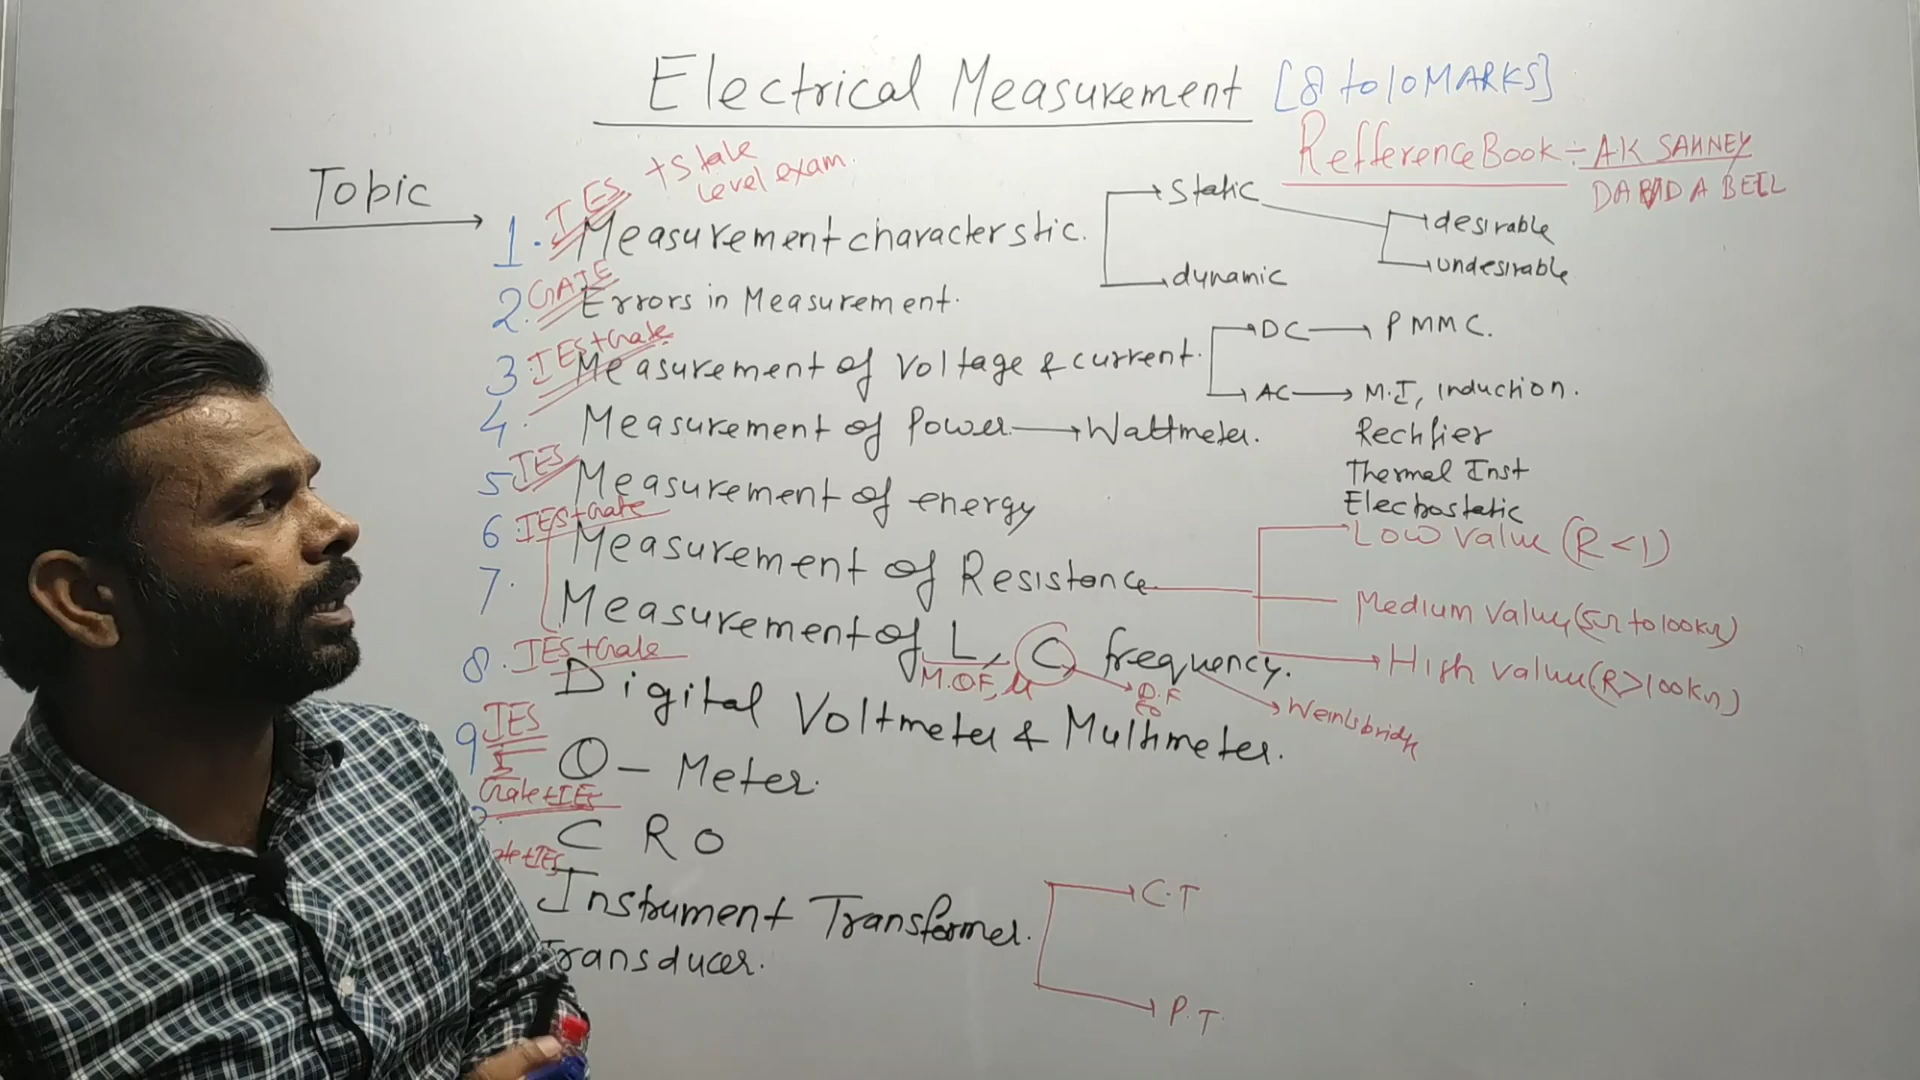 Electrical Measurement [8 to 10 MARKS]
Refference Book :- AK SAHNEY
DABVID A BELL
Topic
IES + State level exam.
1. Measurement characterstic.
Static
desirable
undesirable
dynamic
GATE
2. Errors in Measurement.
IES+Gate
3 Measurement of voltage & current.
DC → PMMC.
AC → M.I, induction.
Rectifier
Thermal Inst
Electrostatic
4. Measurement of Power → Wattmeter.
IES
5 Measurement of energy
IES+Gate
6 Measurement of Resistance
Low value (R<1)
Medium value (5Ω to 100kΩ)
High value (R>100kΩ)
7. Measurement of L, C, frequency.
M.OF, μ
D.F
IES+Gate
8. Digital Voltmeter & Multimeter.
IES
9 Q-Meter.
Gate+IES
C R O
ate+IES
Instrument Transformer.
C.T
P.T.
Transducer.